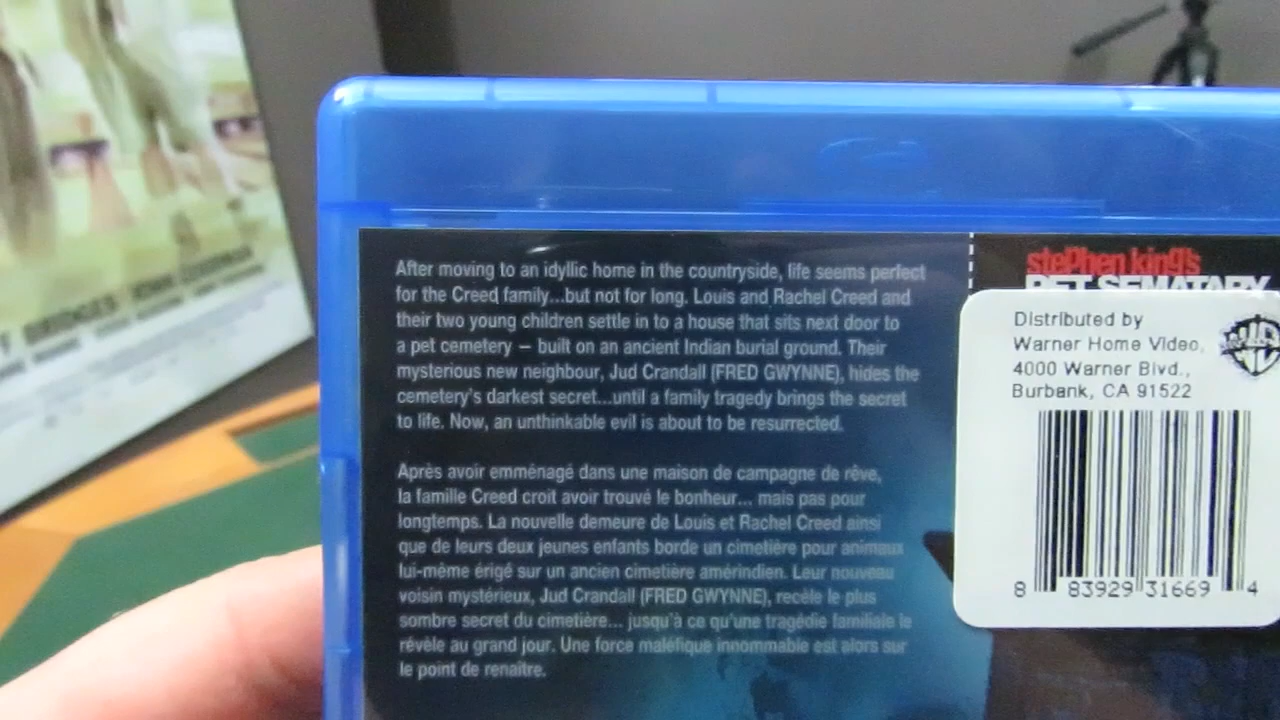 After moving to an idyllic home in the countryside, life seems perfect
for the Creed family...but not for long. Louis and Rachel Creed and
their two young children settle in to a house that sits next door to
a pet cemetery — built on an ancient Indian burial ground. Their
mysterious new neighbour, Jud Crandall (FRED GWYNNE), hides the
cemetery's darkest secret...until a family tragedy brings the secret
to life. Now, an unthinkable evil is about to be resurrected.
Après avoir emménagé dans une maison de campagne de rêve,
la famille Creed croit avoir trouvé le bonheur... mais pas pour
longtemps. La nouvelle demeure de Louis et Rachel Creed ainsi
que de leurs deux jeunes enfants borde un cimetière pour animaux
lui-même érigé sur un ancien cimetière amérindien. Leur nouveau
voisin mystérieux, Jud Crandall (FRED GWYNNE), recèle le plus
sombre secret du cimetière... jusqu'à ce qu'une tragédie familiale le
révèle au grand jour. Une force maléfique innommable est alors sur
le point de renaître.
stephen king's
PET SEMATARY
Distributed by
Warner Home Video,
4000 Warner Blvd.,
Burbank, CA 91522
8 83929 31669 4